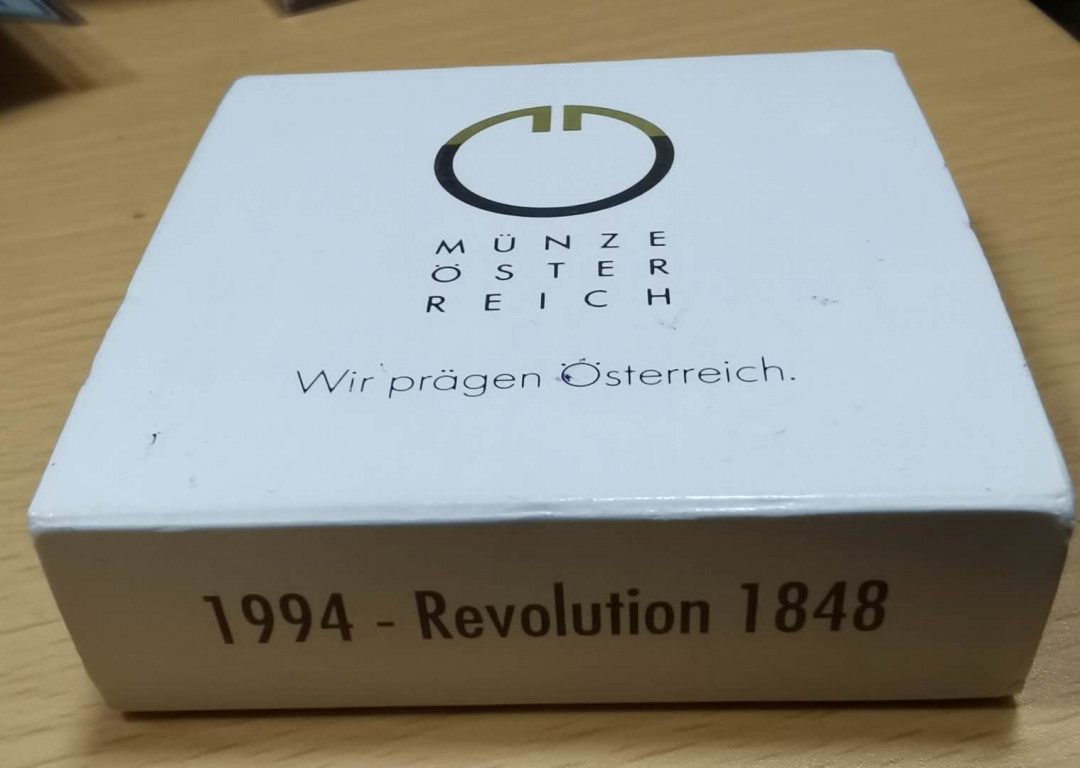 MÜNZE
ÖSTER
REICH
Wir prägen Österreich.
1994 - Revolution 1848